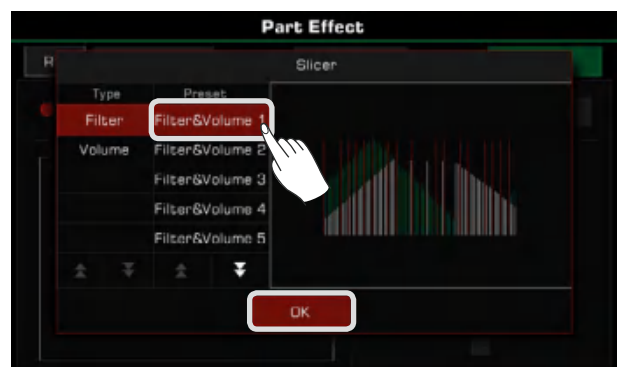 Part Effect
R
Slicer
Type Preset
Filter Filter&Volume 1
Volume Filter&Volume 2
Filter&Volume 3
Filter&Volume 4
Filter&Volume 5
OK